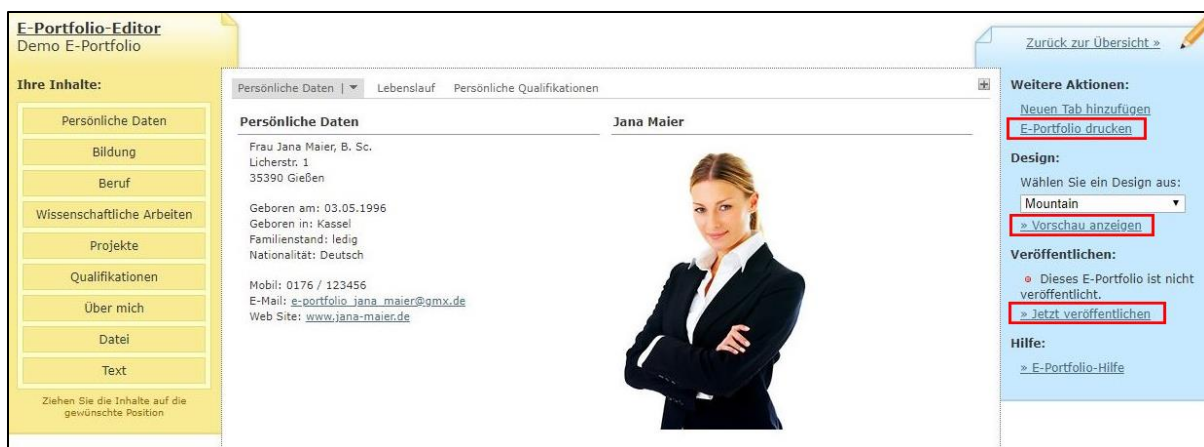 E-Portfolio-Editor
Demo E-Portfolio
Ihre Inhalte:
Persönliche Daten
Bildung
Beruf
Wissenschaftliche Arbeiten
Projekte
Qualifikationen
Über mich
Datei
Text
Ziehen Sie die Inhalte auf die
gewünschte Position
Persönliche Daten | ▼ Lebenslauf Persönliche Qualifikationen
Persönliche Daten
Frau Jana Maier, B. Sc.
Licherstr. 1
35390 Gießen
Geboren am: 03.05.1996
Geboren in: Kassel
Familienstand: ledig
Nationalität: Deutsch
Mobil: 0176 / 123456
E-Mail: e-portfolio_jana_maier@gmx.de
Web Site: www.jana-maier.de
Jana Maier
Zurück zur Übersicht »
Weitere Aktionen:
Neuen Tab hinzufügen
E-Portfolio drucken
Design:
Wählen Sie ein Design aus:
Mountain
» Vorschau anzeigen
Veröffentlichen:
Dieses E-Portfolio ist nicht
veröffentlicht.
» Jetzt veröffentlichen
Hilfe:
» E-Portfolio-Hilfe